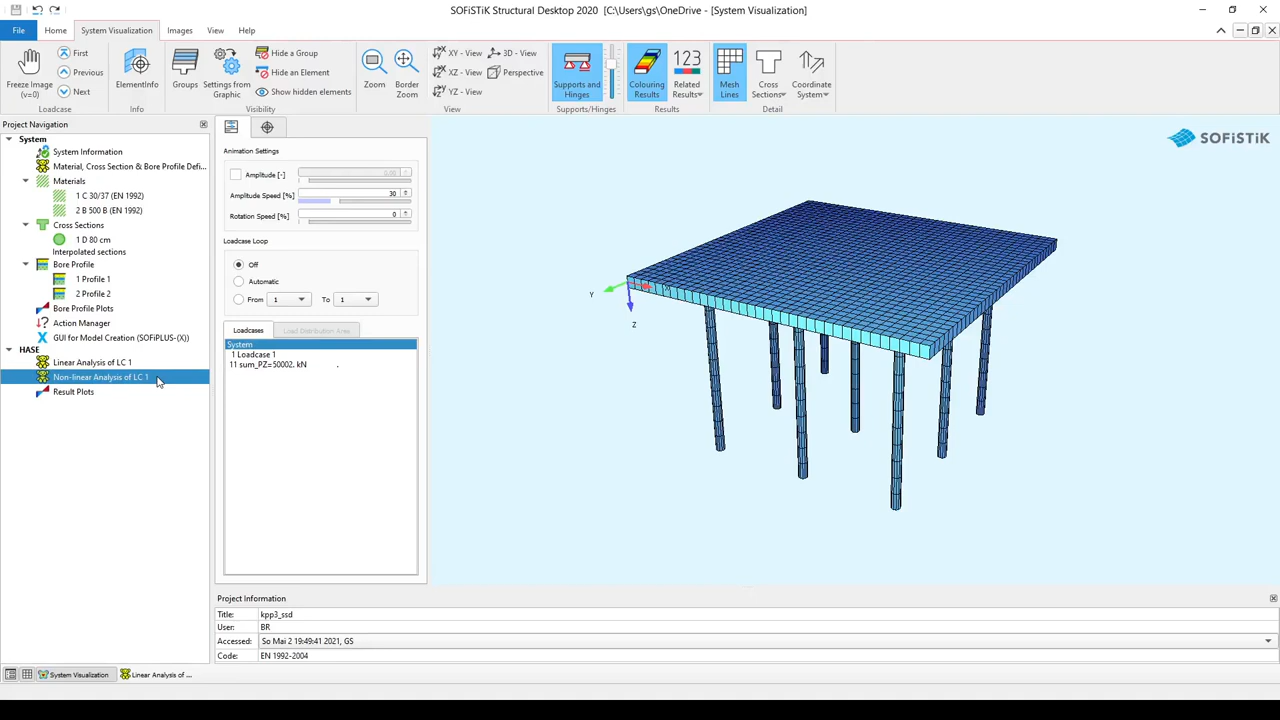 SOFiSTiK Structural Desktop 2020  [C:\Users\gs\OneDrive - [System Visualization]
File
Home
System Visualization
Images
View
Help
Freeze Image (v=0)
First
Previous
Next
ElementInfo
Groups
Settings from Graphic
Hide a Group
Hide an Element
Show hidden elements
Zoom
Border Zoom
XY - View
XZ - View
YZ - View
3D - View
Perspective
Supports and Hinges
Colouring Results
123
Related Results
Mesh Lines
Cross Sections
Coordinate System
Loadcase
Info
Visibility
View
Supports/Hinges
Results
Detail
Project Navigation
System
System Information
Material, Cross Section & Bore Profile Defi...
Materials
1 C 30/37 (EN 1992)
2 B 500 B (EN 1992)
Cross Sections
1 D 80 cm
Interpolated sections
Bore Profile
1 Profile 1
2 Profile 2
Bore Profile Plots
Action Manager
GUI for Model Creation (SOFiPLUS-(X))
HASE
Linear Analysis of LC 1
Non-linear Analysis of LC 1
Result Plots
Animation Settings
Amplitude [-]
0.00
Amplitude Speed [%]
30
Rotation Speed [%]
0
Loadcase Loop
Off
Automatic
From
1
To
1
Loadcases
Load Distribution Area
System
1 Loadcase 1
11 sum_PZ=50002. kN
.
SOFiSTiK
Y
Z
Project Information
Title:
kpp3_ssd
User:
BR
Accessed:
So Mai 2 19:49:41 2021, GS
Code:
EN 1992-2004
System Visualization
Linear Analysis of ...